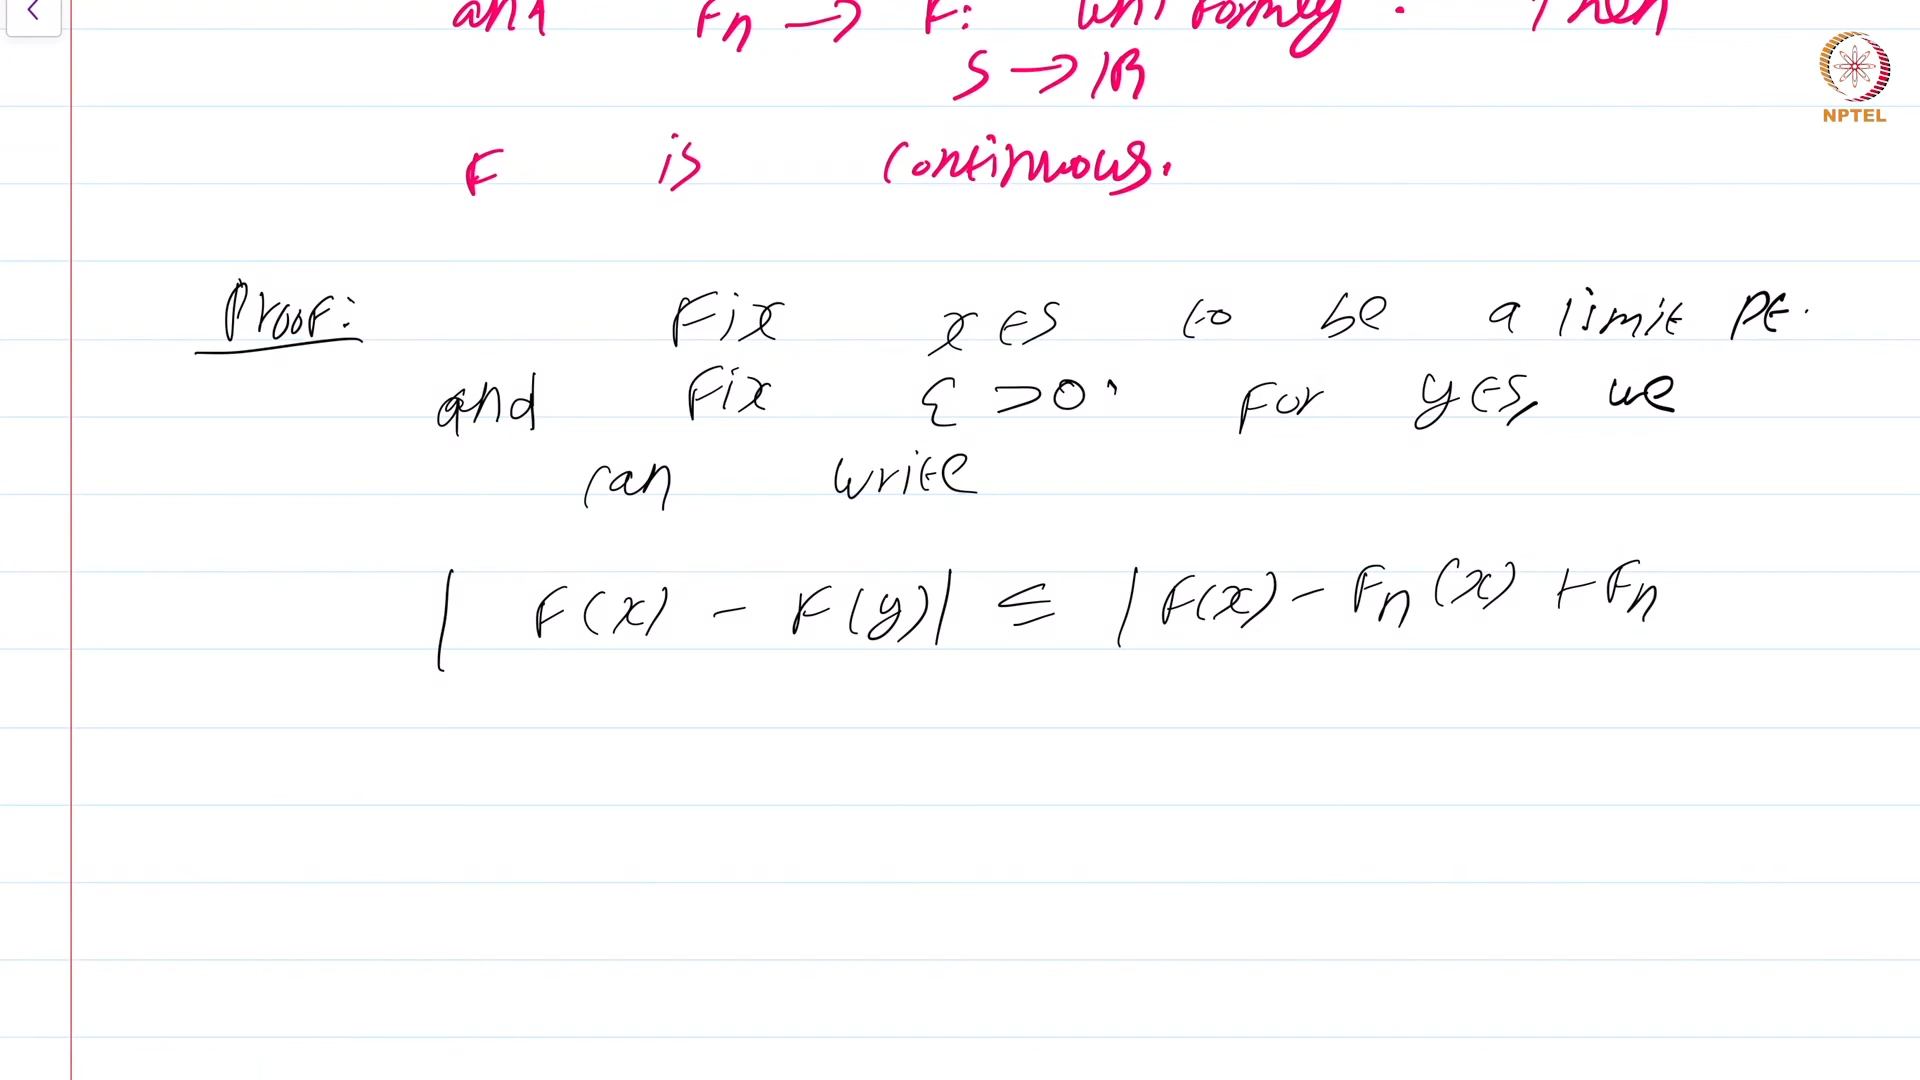 and Fn → F: uniformly. Then
S → ℝ
NPTEL
F is continuous.
Proof: Fix x ∈ S to be a limit pt.
and Fix ε > 0. For y ∈ S, we
can write
| F(x) - F(y)| ≤ | F(x) - Fn(x) + Fn